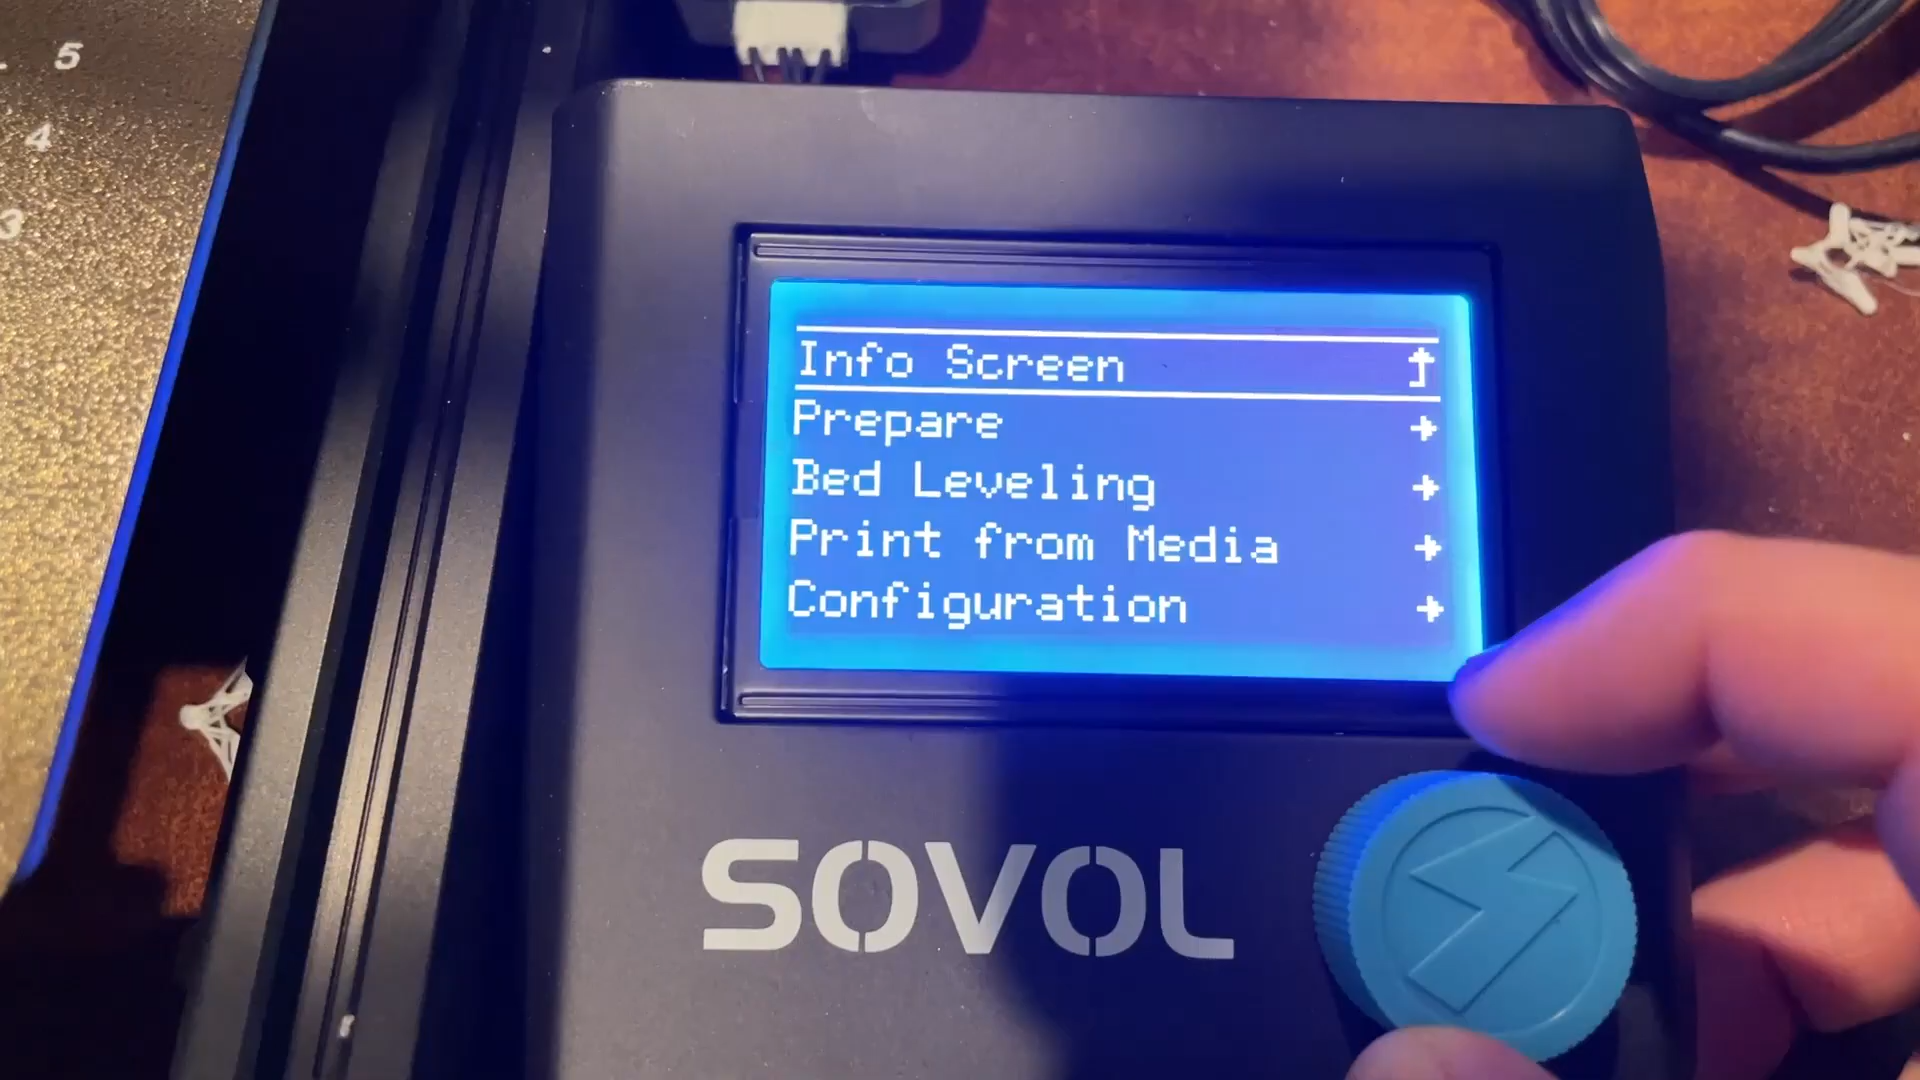 5
4
3
Info Screen
Prepare
Bed Leveling
Print from Media
Configuration
SOVOL